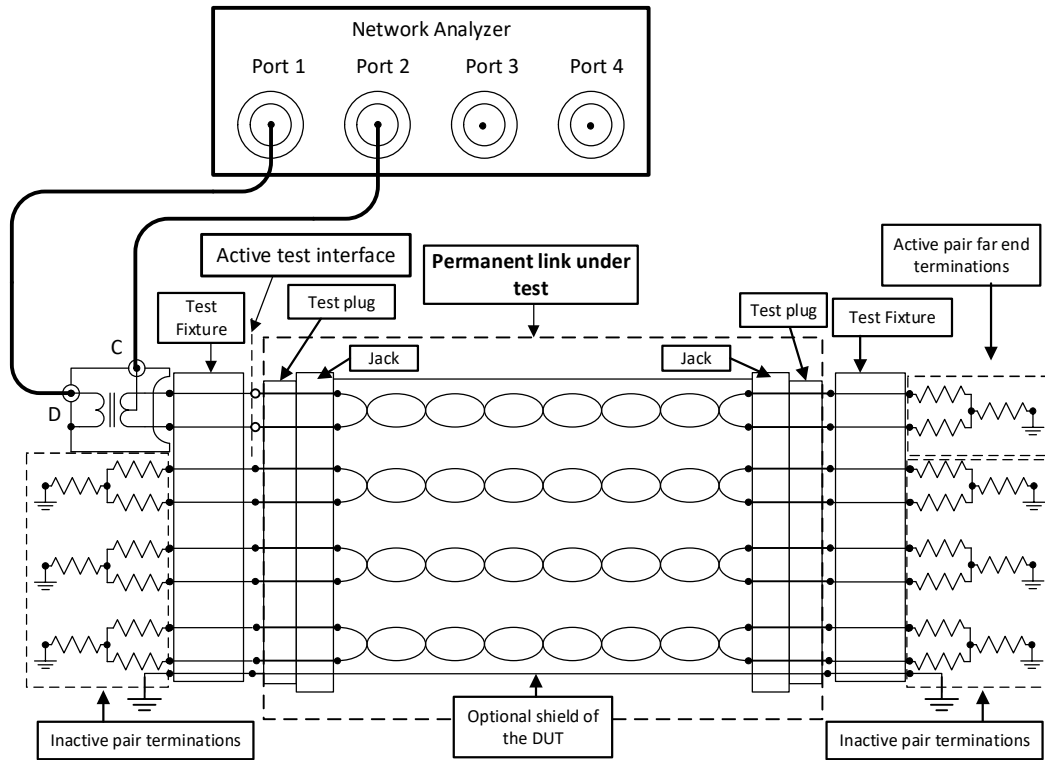 Network Analyzer
Port 1
Port 2
Port 3
Port 4
Active test interface
Permanent link under
test
Active pair far end
terminations
Test
Fixture
Test plug
Test plug
Test Fixture
C
Jack
Jack
D
Inactive pair terminations
Optional shield of
the DUT
Inactive pair terminations